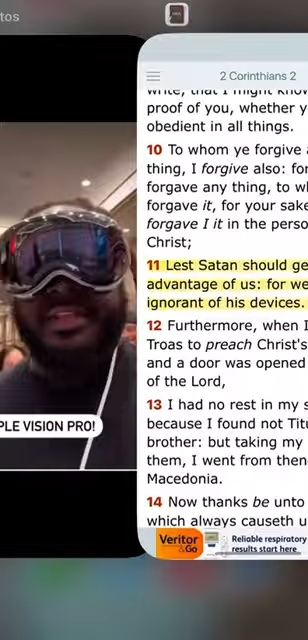 tos
2 Corinthians 2
write, that I might know
proof of you, whether y
obedient in all things.
10 To whom ye forgive a
thing, I forgive also: for
forgave any thing, to wh
forgave it, for your sake
forgave I it in the perso
Christ;
11 Lest Satan should ge
advantage of us: for we
ignorant of his devices.
12 Furthermore, when I
Troas to preach Christ's
and a door was opened
of the Lord,
13 I had no rest in my s
because I found not Titu
brother: but taking my
them, I went from then
Macedonia.
14 Now thanks be unto
which always causeth u
PLE VISION PRO!
Veritor
&Go
Reliable respiratory
results start here